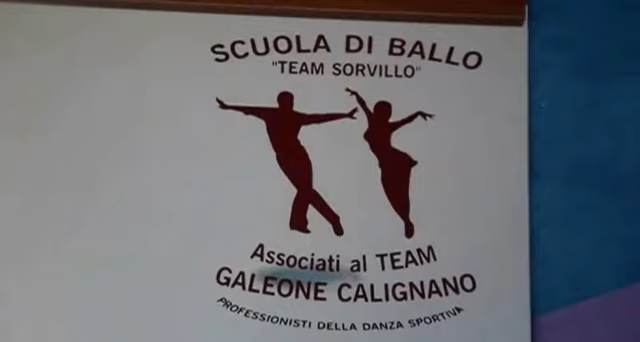 SCUOLA DI BALLO
"TEAM SORVILLO"
Associati al TEAM
GALEONE CALIGNANO
PROFESSIONISTI DELLA DANZA SPORTIVA